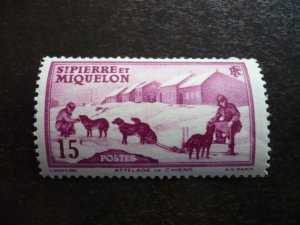 ST PIERRE ET
MIQUELON
RF
15c
POSTES
ATTELAGE DE CHIENS